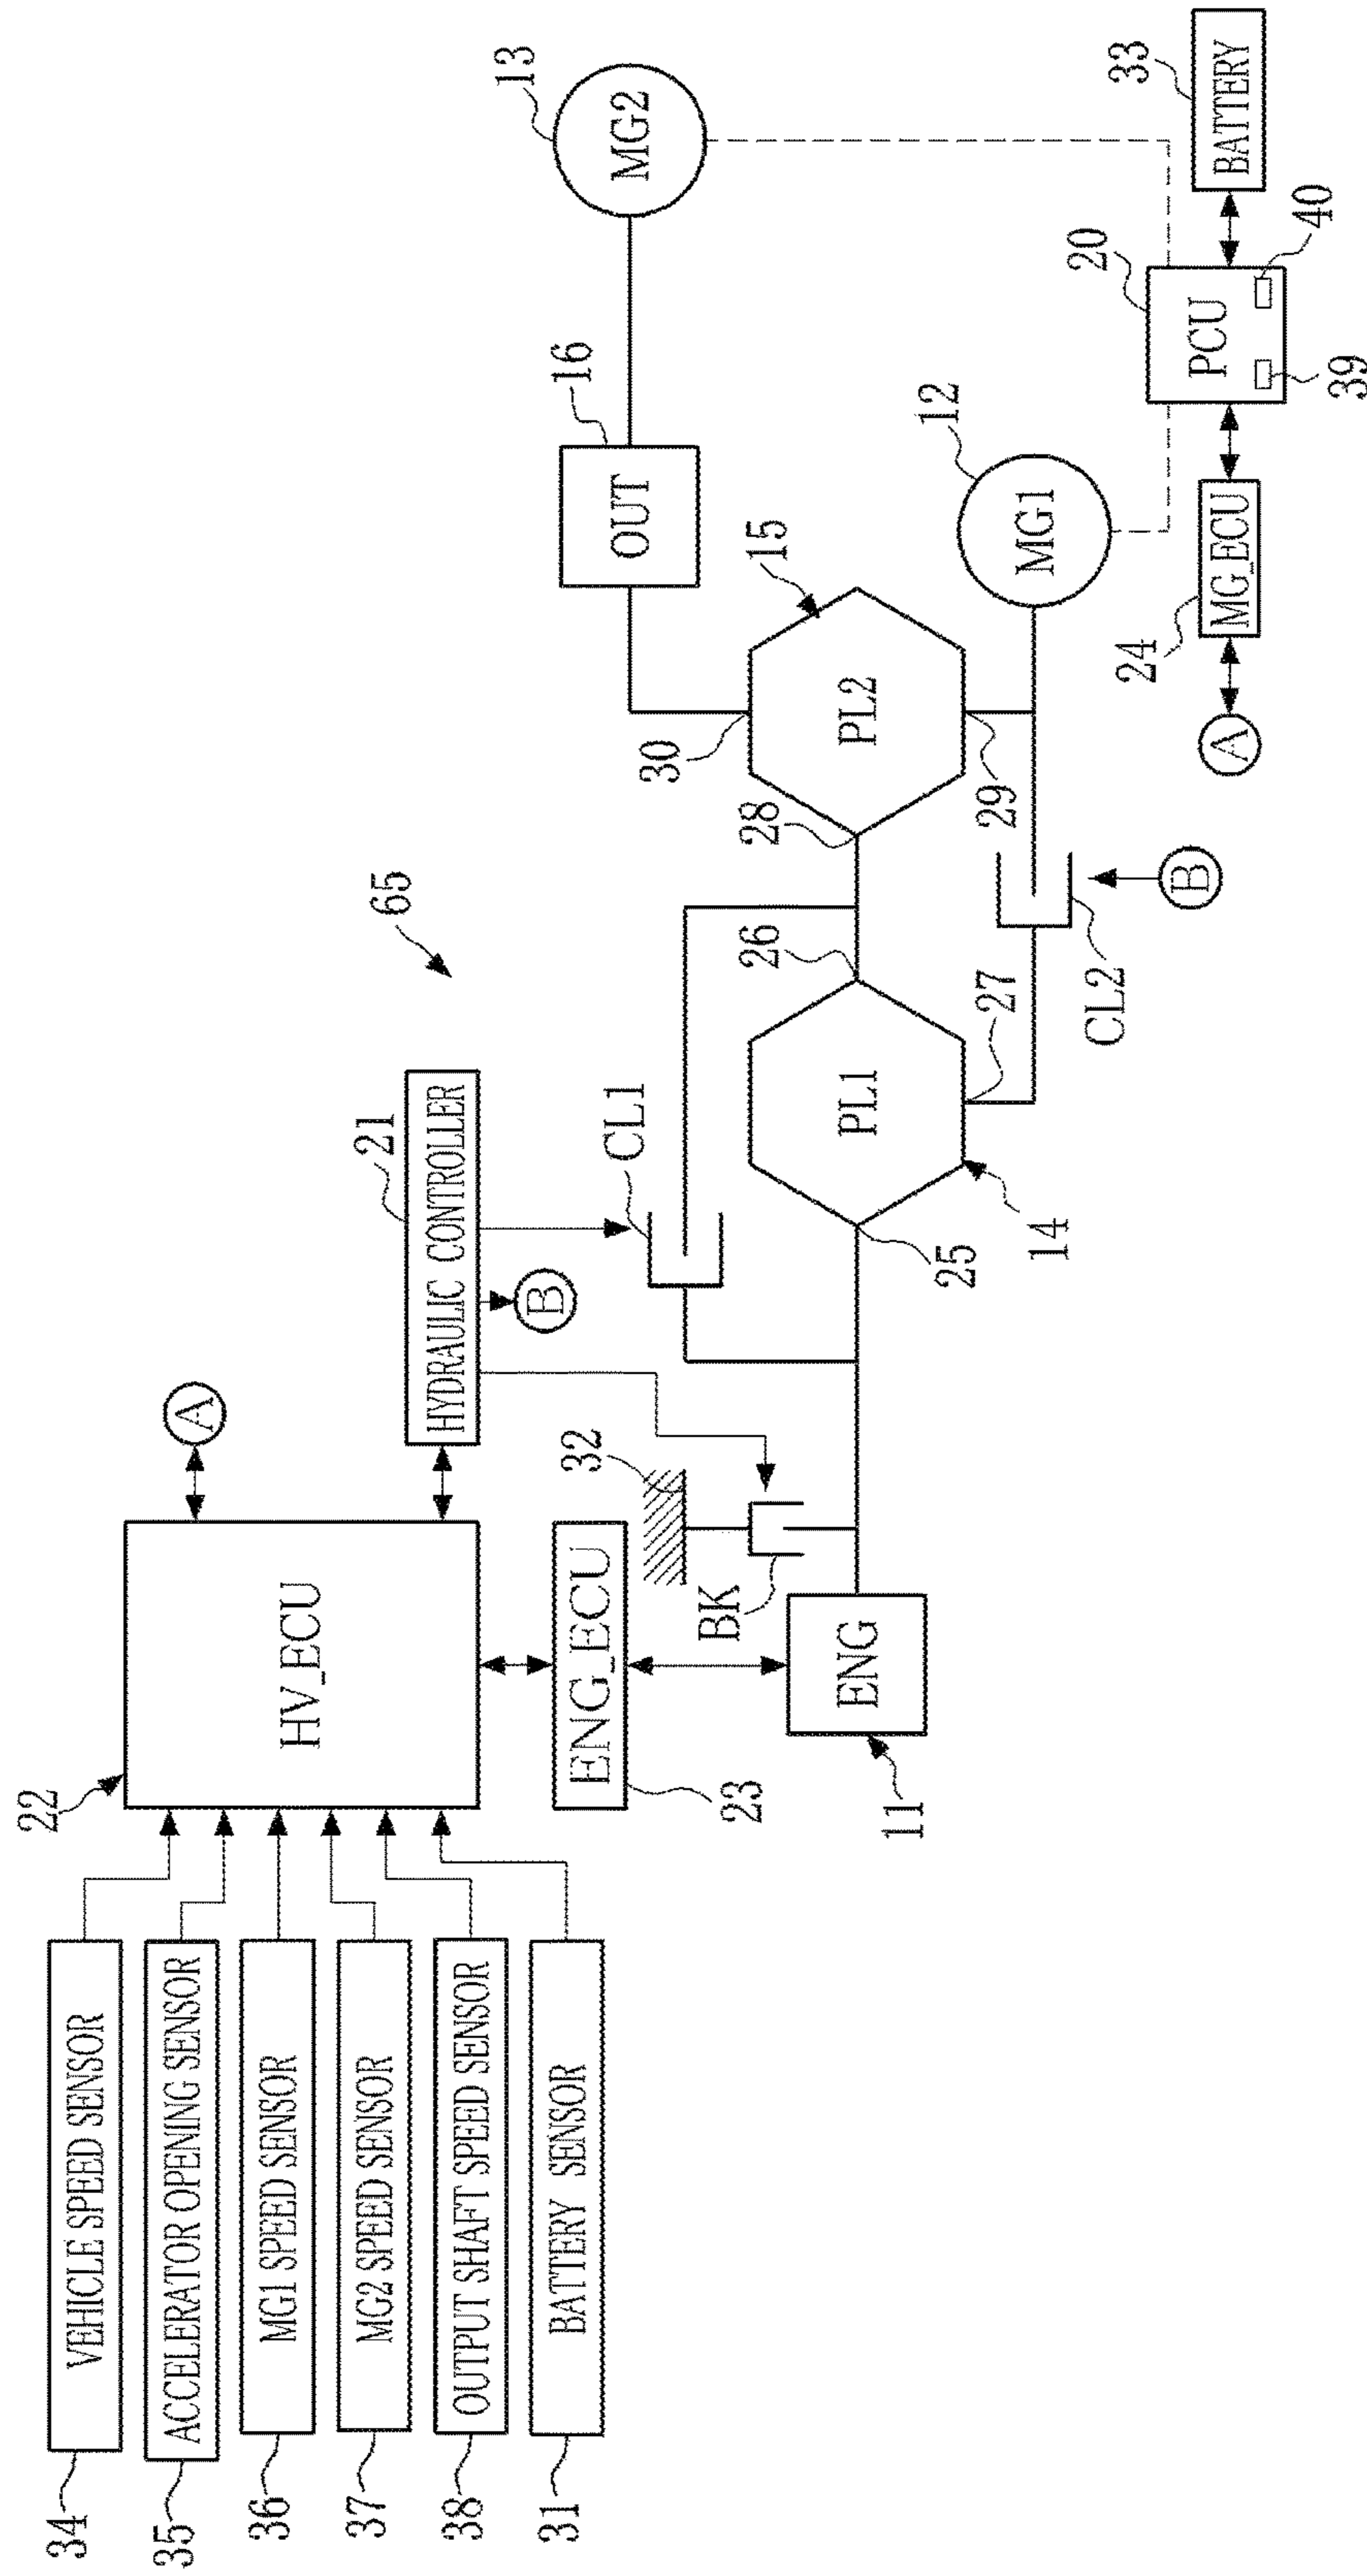 34
VEHICLE SPEED SENSOR
35
ACCELERATOR OPENING SENSOR
36
MG1 SPEED SENSOR
37
MG2 SPEED SENSOR
38
OUTPUT SHAFT SPEED SENSOR
31
BATTERY SENSOR
22
HV_ECU
A
21
HYDRAULIC CONTROLLER
B
65
23
ENG_ECU
32
BK
CL1
11
ENG
25
PL1
14
26
27
28
PL2
15
29
30
16
OUT
13
MG2
12
MG1
CL2
B
A
24
MG_ECU
20
PCU
39
40
33
BATTERY